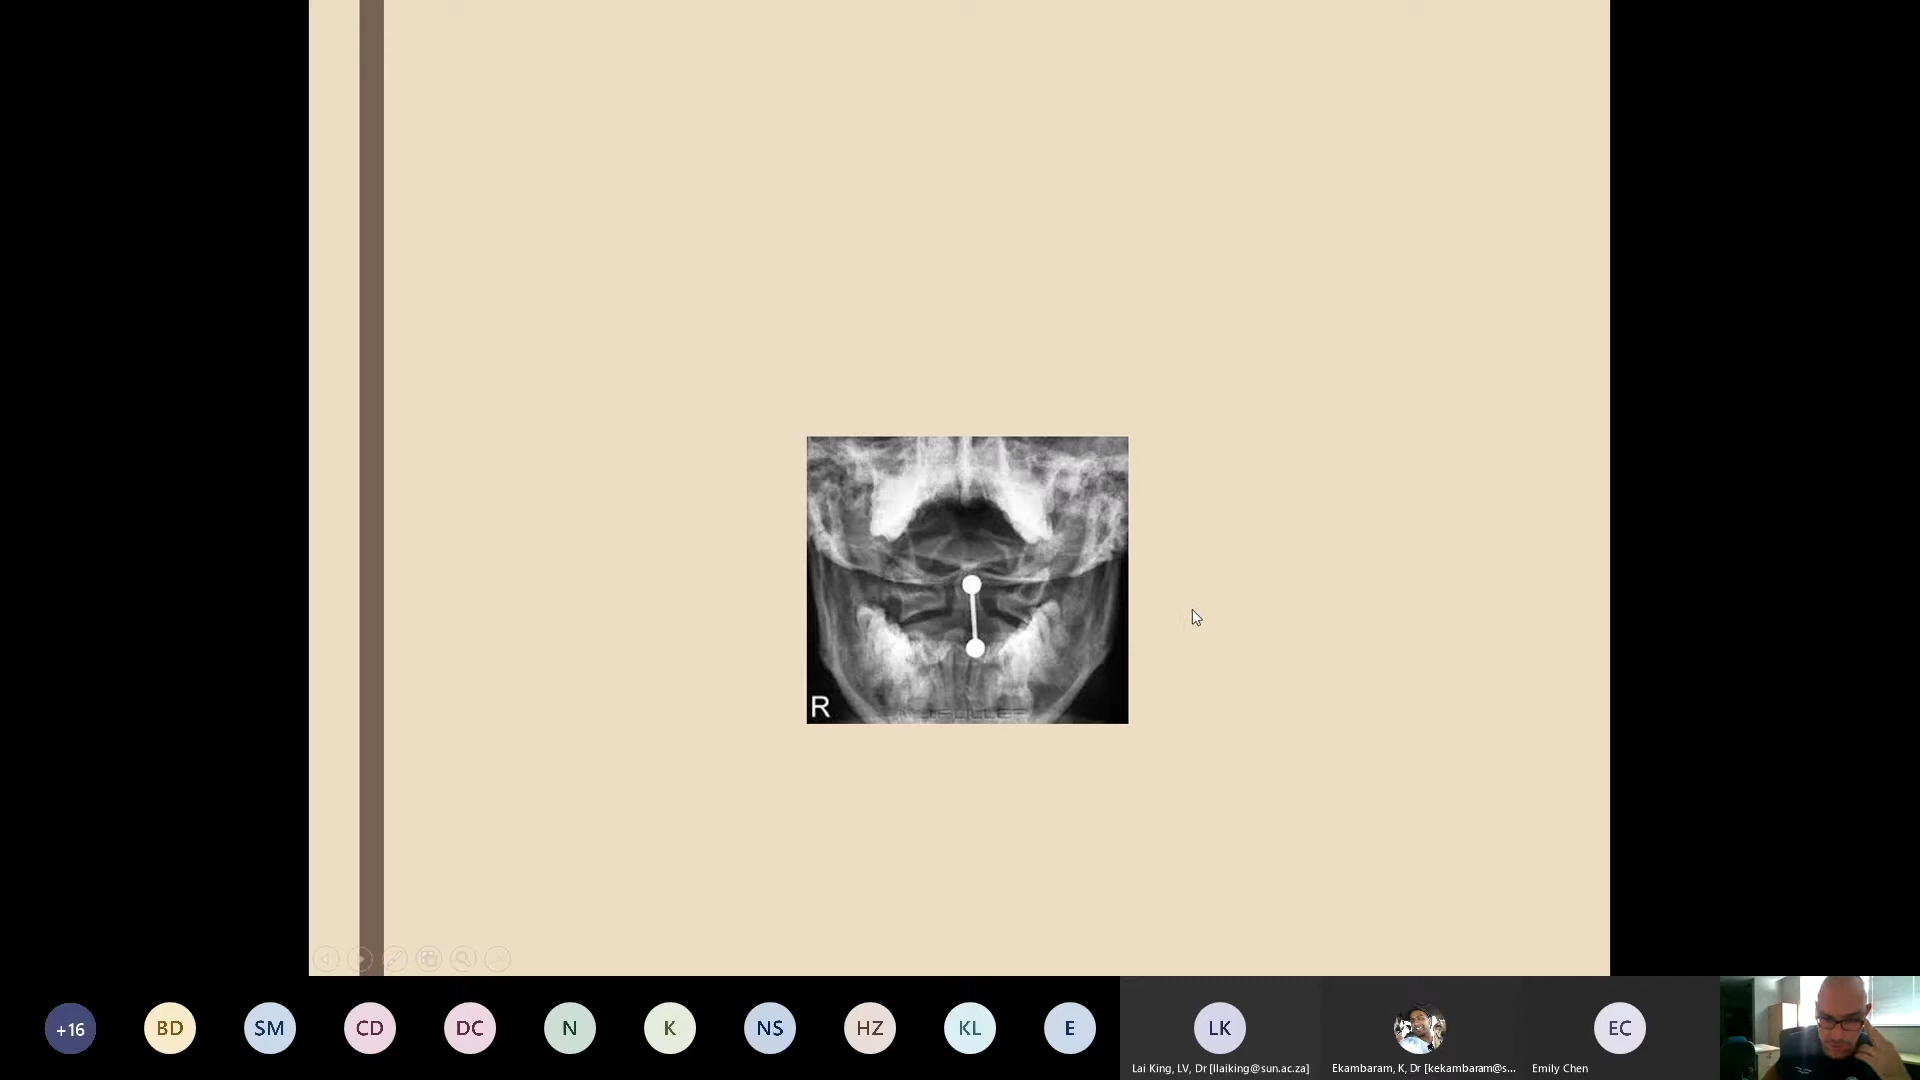 R
+16
BD
SM
CD
DC
N
K
NS
HZ
KL
E
LK
EC
Lai King, LV, Dr [llaiking@sun.ac.za]
Ekambaram, K, Dr [kekambaram@s...
Emily Chen